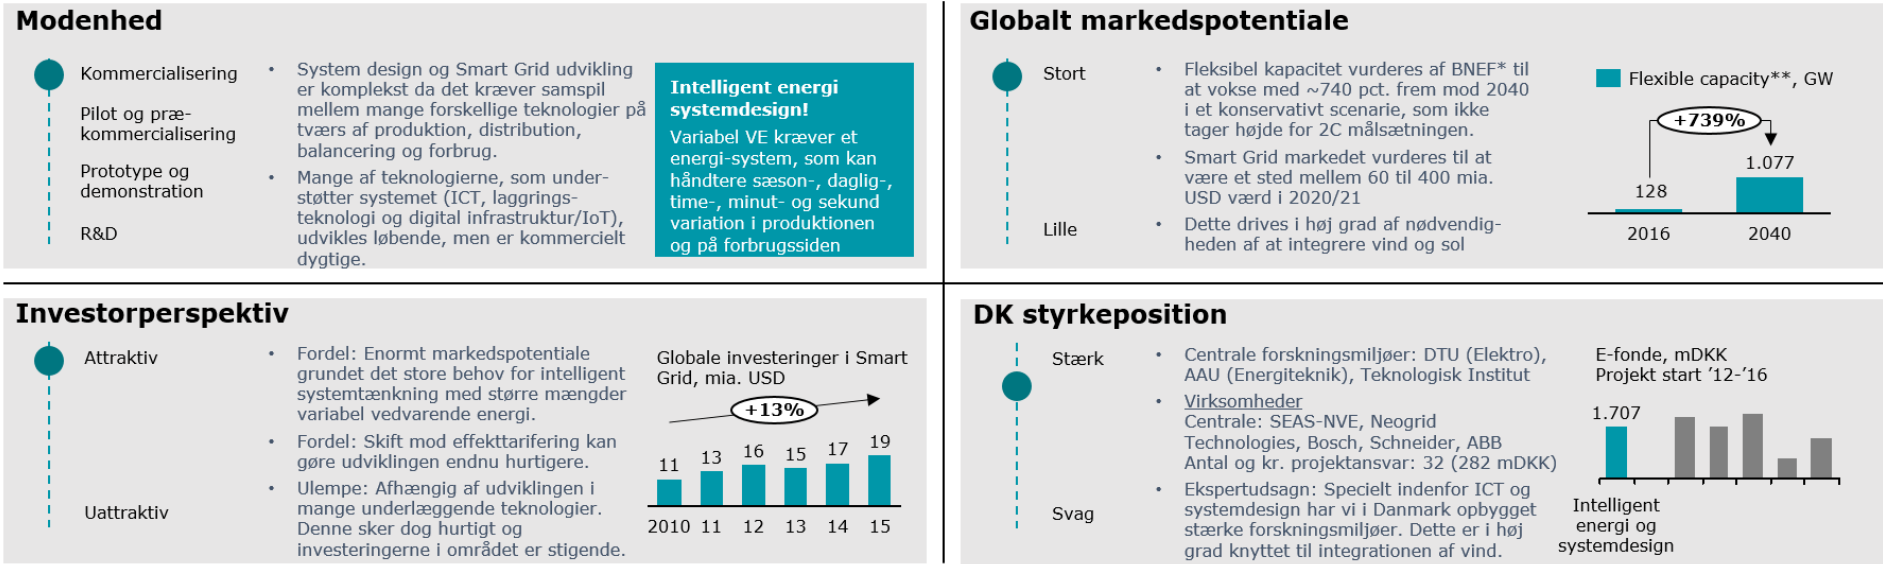 Modenhed
Kommercialisering
Pilot og præ-
kommercialisering
Prototype og
demonstration
R&D
• System design og Smart Grid udvikling
er komplekst da det kræver samspil
mellem mange forskellige teknologier på
tværs af produktion, distribution,
balancering og forbrug.
• Mange af teknologierne, som under-
støtter systemet (ICT, laggrings-
teknologi og digital infrastruktur/IoT),
udvikles løbende, men er kommercielt
dygtige.
Intelligent energi
systemdesign!
Variabel VE kræver et
energi-system, som kan
håndtere sæson-, daglig-,
time-, minut- og sekund
variation i produktionen
og på forbrugssiden
Globalt markedspotentiale
Stort
Lille
• Fleksibel kapacitet vurderes af BNEF* til
at vokse med ~740 pct. frem mod 2040
i et konservativt scenarie, som ikke
tager højde for 2C målsætningen.
• Smart Grid markedet vurderes til at
være et sted mellem 60 til 400 mia.
USD værd i 2020/21
• Dette drives i høj grad af nødvendig-
heden af at integrere vind og sol
Flexible capacity**, GW
+739%
1.077
128
2016 2040
Investorperspektiv
Attraktiv
Uattraktiv
• Fordel: Enormt markedspotentiale
grundet det store behov for intelligent
systemtænkning med større mængder
variabel vedvarende energi.
• Fordel: Skift mod effekttarifering kan
gøre udviklingen endnu hurtigere.
• Ulempe: Afhængig af udviklingen i
mange underlæggende teknologier.
Denne sker dog hurtigt og
investeringerne i området er stigende.
Globale investeringer i Smart
Grid, mia. USD
+13%
11 13 16 15 17 19
2010 11 12 13 14 15
DK styrkeposition
Stærk
Svag
• Centrale forskningsmiljøer: DTU (Elektro),
AAU (Energiteknik), Teknologisk Institut
• Virksomheder
Centrale: SEAS-NVE, Neogrid
Technologies, Bosch, Schneider, ABB
Antal og kr. projektansvar: 32 (282 mDKK)
• Ekspertudsagn: Specielt indenfor ICT og
systemdesign har vi i Danmark opbygget
stærke forskningsmiljøer. Dette er i høj
grad knyttet til integrationen af vind.
E-fonde, mDKK
Projekt start ’12-’16
1.707
Intelligent
energi og
systemdesign